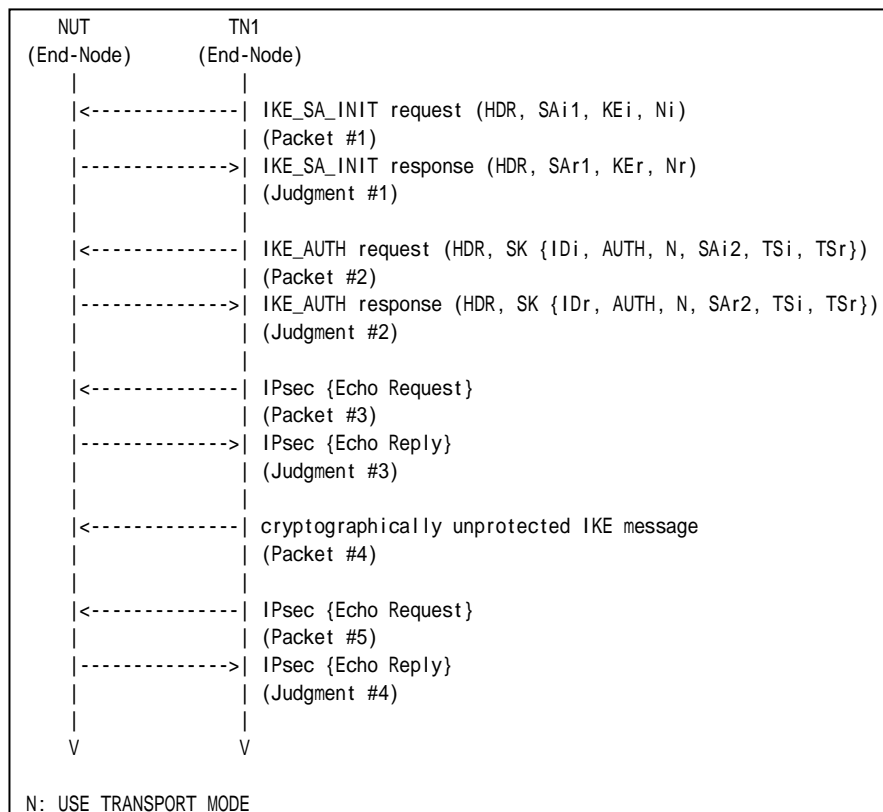 NUT TN1
(End-Node) (End-Node)
| |
|<--------------| IKE_SA_INIT request (HDR, SAi1, KEi, Ni)
| | (Packet #1)
|-------------->| IKE_SA_INIT response (HDR, SAr1, KEr, Nr)
| | (Judgment #1)
| |
|<--------------| IKE_AUTH request (HDR, SK {IDi, AUTH, N, SAi2, TSi, TSr})
| | (Packet #2)
|-------------->| IKE_AUTH response (HDR, SK {IDr, AUTH, N, SAr2, TSi, TSr})
| | (Judgment #2)
| |
|<--------------| IPsec {Echo Request}
| | (Packet #3)
|-------------->| IPsec {Echo Reply}
| | (Judgment #3)
| |
|<--------------| cryptographically unprotected IKE message
| | (Packet #4)
| |
|<--------------| IPsec {Echo Request}
| | (Packet #5)
|-------------->| IPsec {Echo Reply}
| | (Judgment #4)
| |
V V
N: USE TRANSPORT MODE